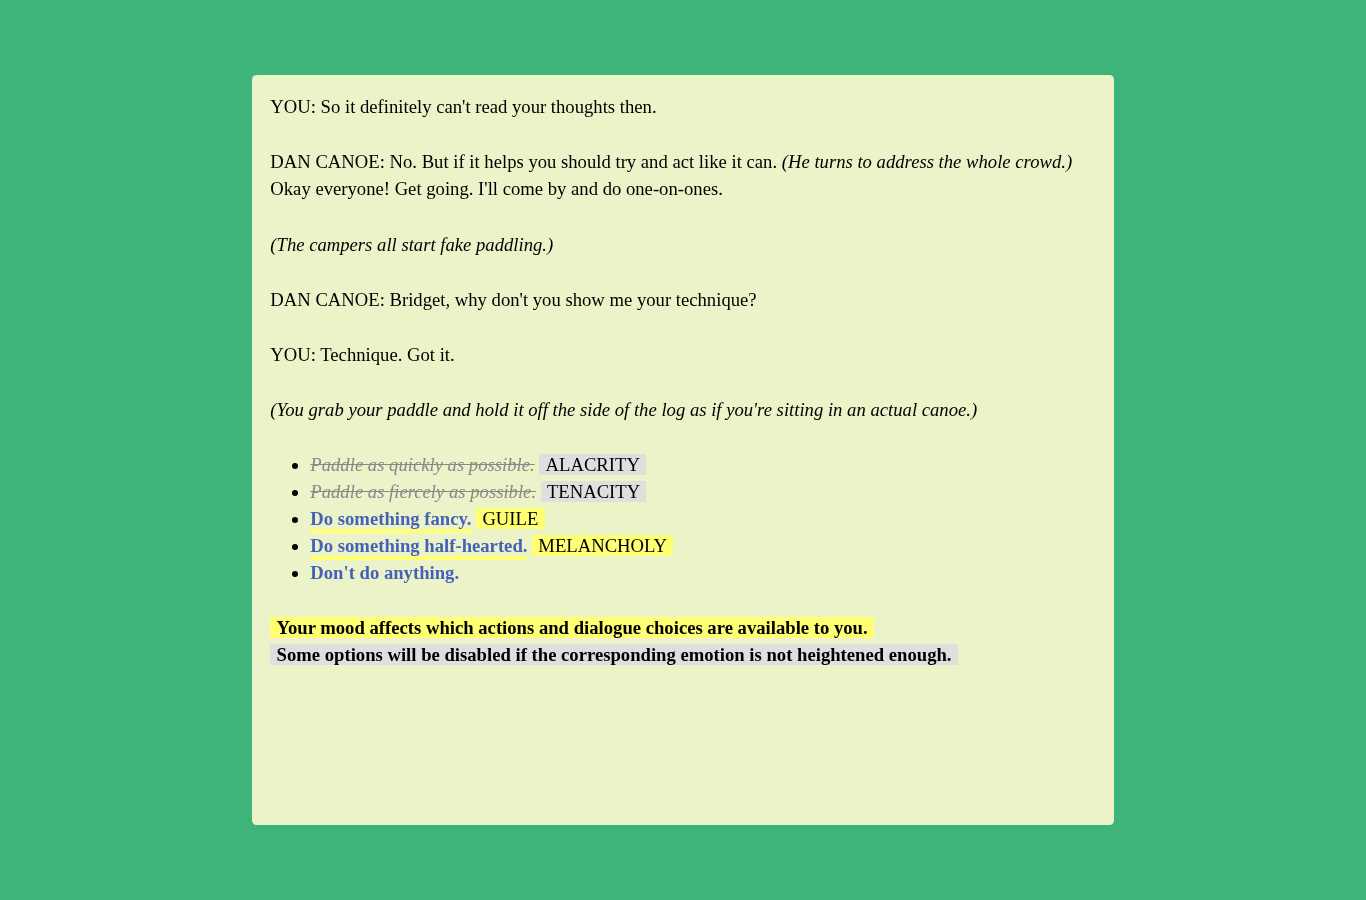 YOU: So it definitely can't read your thoughts then.
DAN CANOE: No. But if it helps you should try and act like it can. (He turns to address the whole crowd.)
Okay everyone! Get going. I'll come by and do one-on-ones.
(The campers all start fake paddling.)
DAN CANOE: Bridget, why don't you show me your technique?
YOU: Technique. Got it.
(You grab your paddle and hold it off the side of the log as if you're sitting in an actual canoe.)
Paddle as quickly as possible. ALACRITY
Paddle as fiercely as possible. TENACITY
Do something fancy. GUILE
Do something half-hearted. MELANCHOLY
Don't do anything.
Your mood affects which actions and dialogue choices are available to you.
Some options will be disabled if the corresponding emotion is not heightened enough.